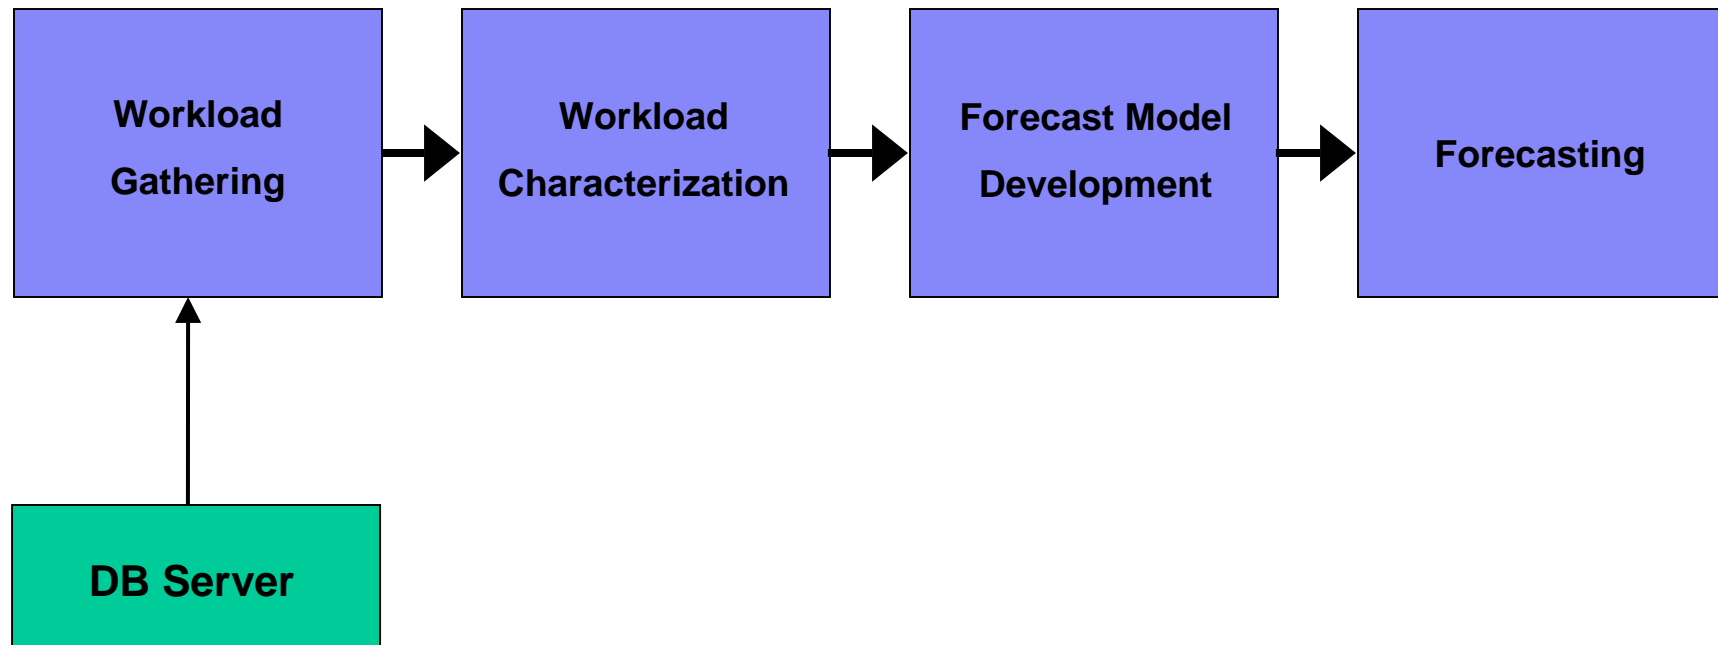 Workload
Gathering
Workload
Characterization
Forecast Model
Development
Forecasting
DB Server